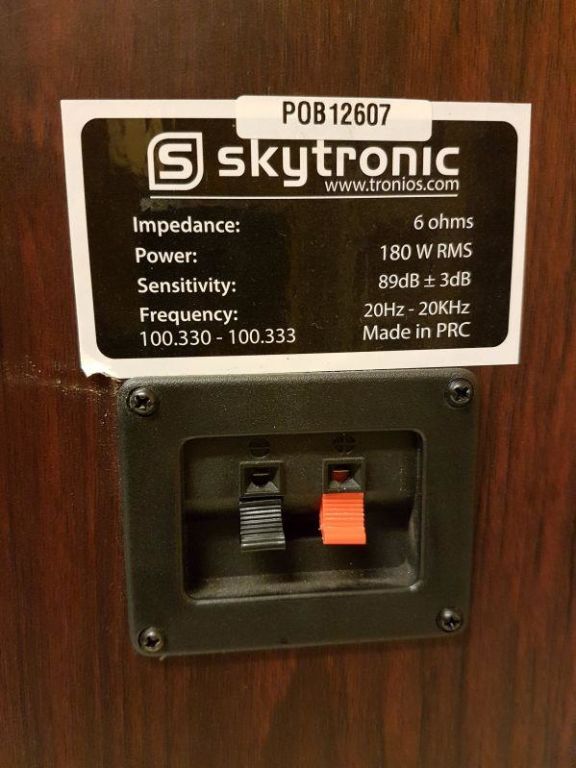 POB12607
S skytronic
www.tronios.com
Impedance: 6 ohms
Power: 180 W RMS
Sensitivity: 89dB ± 3dB
Frequency: 20Hz - 20KHz
100.330 - 100.333 Made in PRC